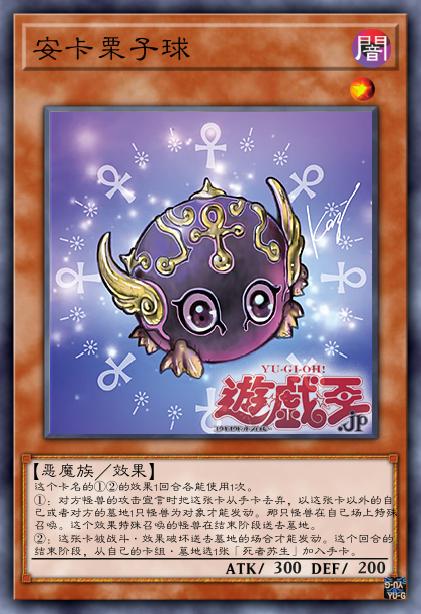 安卡栗子球
闇
YU-GI-OH!
遊戯王
.jp
【恶魔族／效果】
这个卡名的①②的效果1回合各能使用1次。
①：对方怪兽的攻击宣言时把这张卡从手卡丢弃，以这张卡以外的自
己或者对方的墓地1只怪兽为对象才能发动。那只怪兽在自己场上特殊
召唤。这个效果特殊召唤的怪兽在结束阶段送去墓地。
②：这张卡被战斗·效果破坏送去墓地的场合才能发动。这个回合的
结束阶段，从自己的卡组·墓地选1张「死者苏生」加入手卡。
ATK/ 300 DEF/ 200